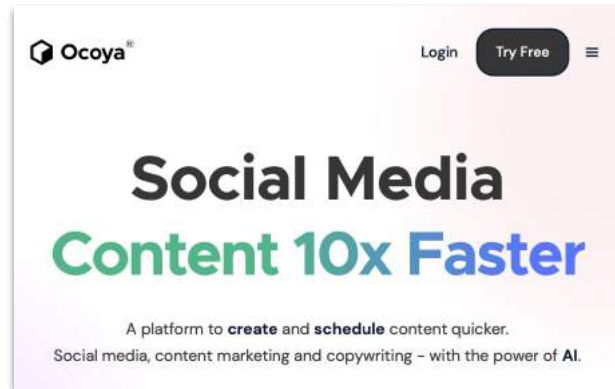 Ocoya®
Login
Try Free
Social Media
Content 10x Faster
A platform to create and schedule content quicker.
Social media, content marketing and copywriting - with the power of AI.